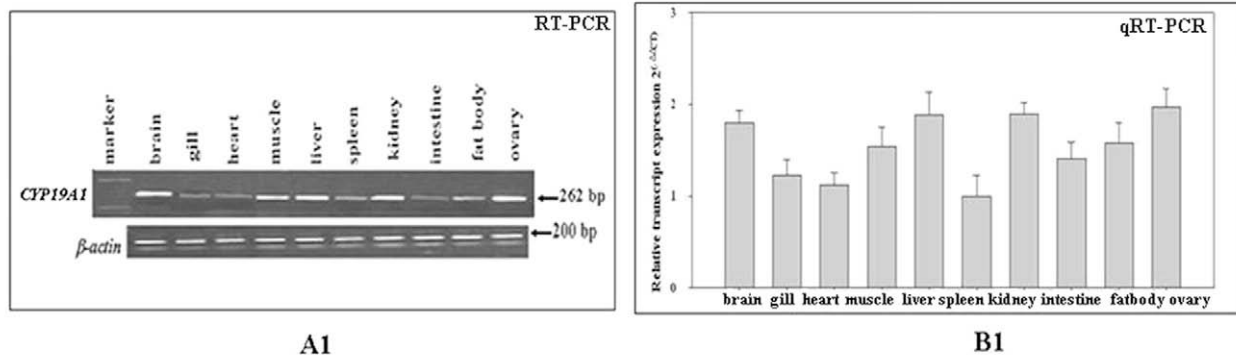 RT-PCR
marker
brain
gill
heart
muscle
liver
spleen
kidney
intestine
fat body
ovary
CYP19A1
262 bp
200 bp
β-actin
A1
qRT-PCR
3
2
1
0
Relative transcript expression
brain gill heart muscle liver spleen kidney intestine fatbody ovary
B1